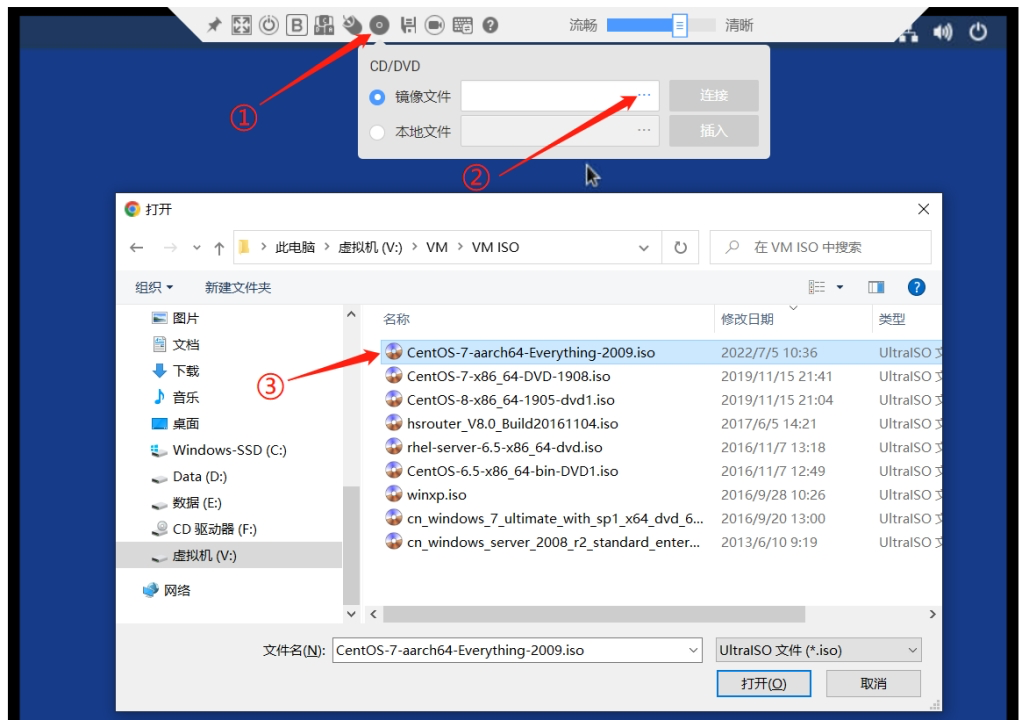 B
?
流畅
清晰
CD/DVD
镜像文件
...
连接
本地文件
...
插入
①
②
打开
此电脑 > 虚拟机 (V:) > VM > VM ISO
在 VM ISO 中搜索
组织
新建文件夹
?
名称
修改日期
类型
图片
文档
下载
音乐
桌面
Windows-SSD (C:)
Data (D:)
数据 (E:)
CD 驱动器 (F:)
虚拟机 (V:)
网络
③
CentOS-7-aarch64-Everything-2009.iso 2022/7/5 10:36 UltraISO 文
CentOS-7-x86_64-DVD-1908.iso 2019/11/15 21:41 UltraISO 文
CentOS-8-x86_64-1905-dvd1.iso 2019/11/15 21:04 UltraISO 文
hsrouter_V8.0_Build20161104.iso 2017/6/5 14:21 UltraISO 文
rhel-server-6.5-x86_64-dvd.iso 2016/11/7 13:18 UltraISO 文
CentOS-6.5-x86_64-bin-DVD1.iso 2016/11/7 12:49 UltraISO 文
winxp.iso 2016/9/28 10:26 UltraISO 文
cn_windows_7_ultimate_with_sp1_x64_dvd_6... 2016/9/20 13:00 UltraISO 文
cn_windows_server_2008_r2_standard_enter... 2013/6/10 9:19 UltraISO 文
文件名(N): CentOS-7-aarch64-Everything-2009.iso
UltraISO 文件 (*.iso)
打开(O)
取消